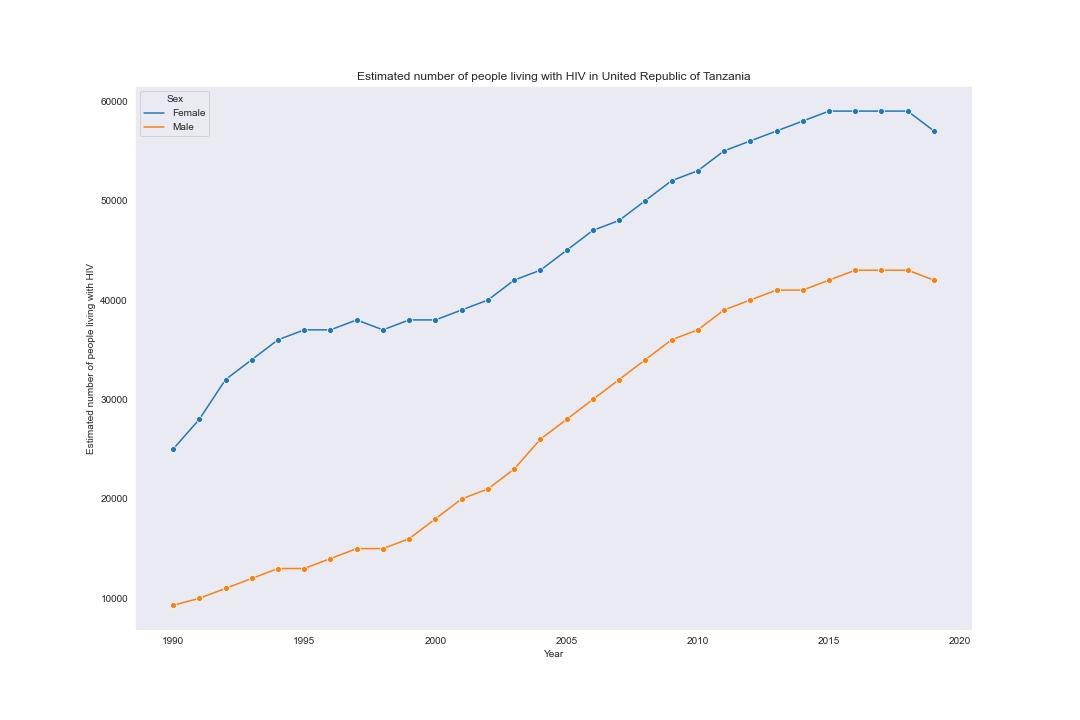 Estimated number of people living with HIV in United Republic of Tanzania
Sex
Female
Male
Estimated number of people living with HIV
60000
50000
40000
30000
20000
10000
1990
1995
2000
2005
2010
2015
2020
Year